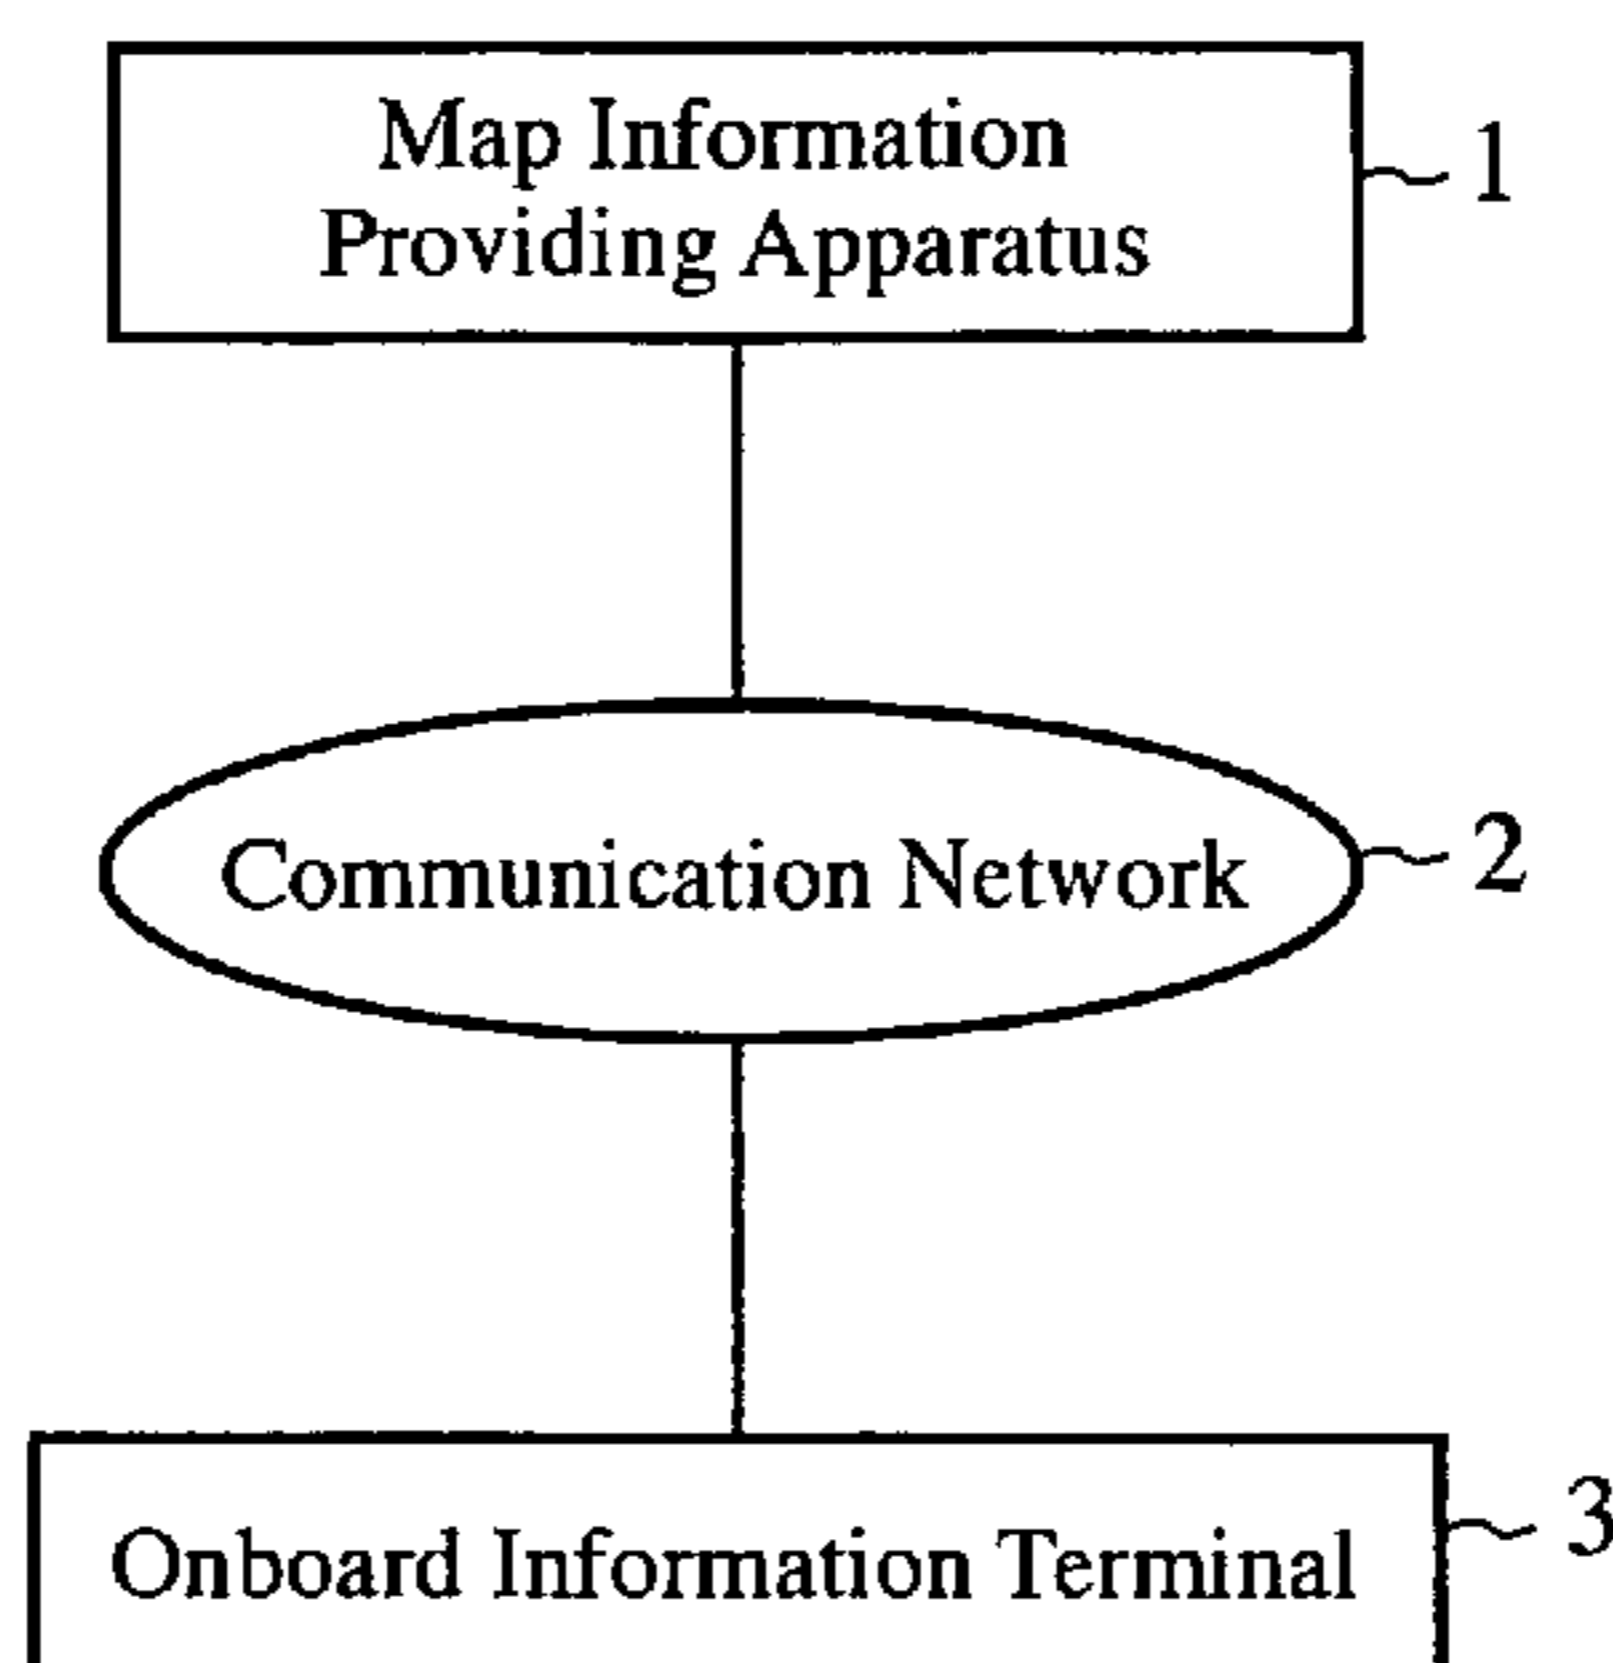 Map Information
Providing Apparatus
1
Communication Network
2
Onboard Information Terminal
3